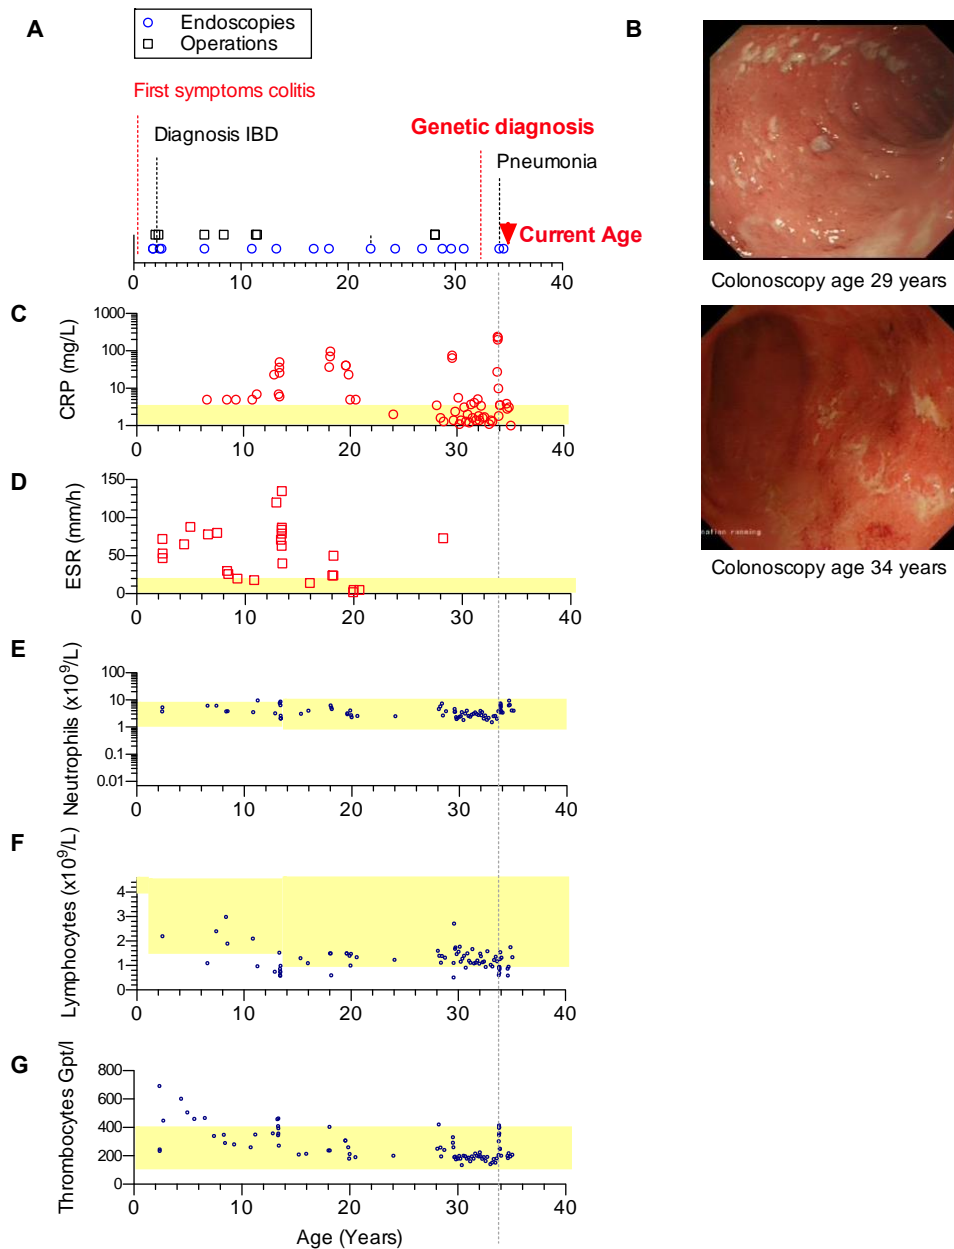 A
Endoscopies
Operations
First symptoms colitis
Diagnosis IBD
Genetic diagnosis
Pneumonia
Current Age
0 10 20 30 40
B
Colonoscopy age 29 years
mation running.
Colonoscopy age 34 years
C
CRP (mg/L)
1000
100
10
1
0 10 20 30 40
D
ESR (mm/h)
150
100
50
0
0 10 20 30 40
E
Neutrophils (x10⁹/L)
100
10
1
0.1
0.01
0 10 20 30 40
F
Lymphocytes (x10⁹/L)
4
3
2
1
0
0 10 20 30 40
G
Thrombocytes Gpt/l
800
600
400
200
0
0 10 20 30 40
Age (Years)